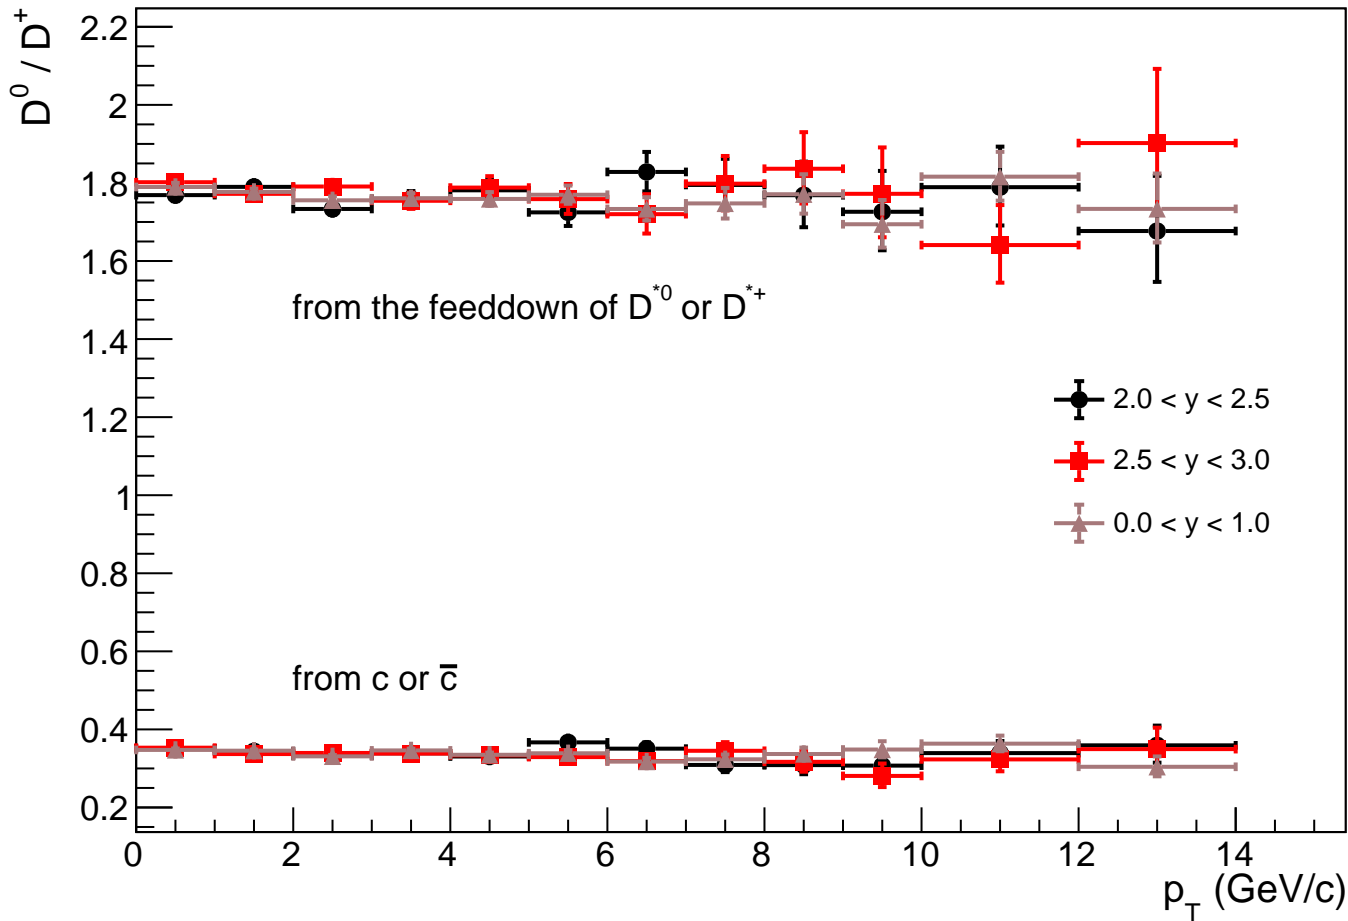 D⁰ / D⁺
2.2
2
1.8
1.6
1.4
1.2
1
0.8
0.6
0.4
0.2
from the feeddown of D*⁰ or D*⁺
2.0 < y < 2.5
2.5 < y < 3.0
0.0 < y < 1.0
from c or c̅
0 2 4 6 8 10 12 14
p_T (GeV/c)